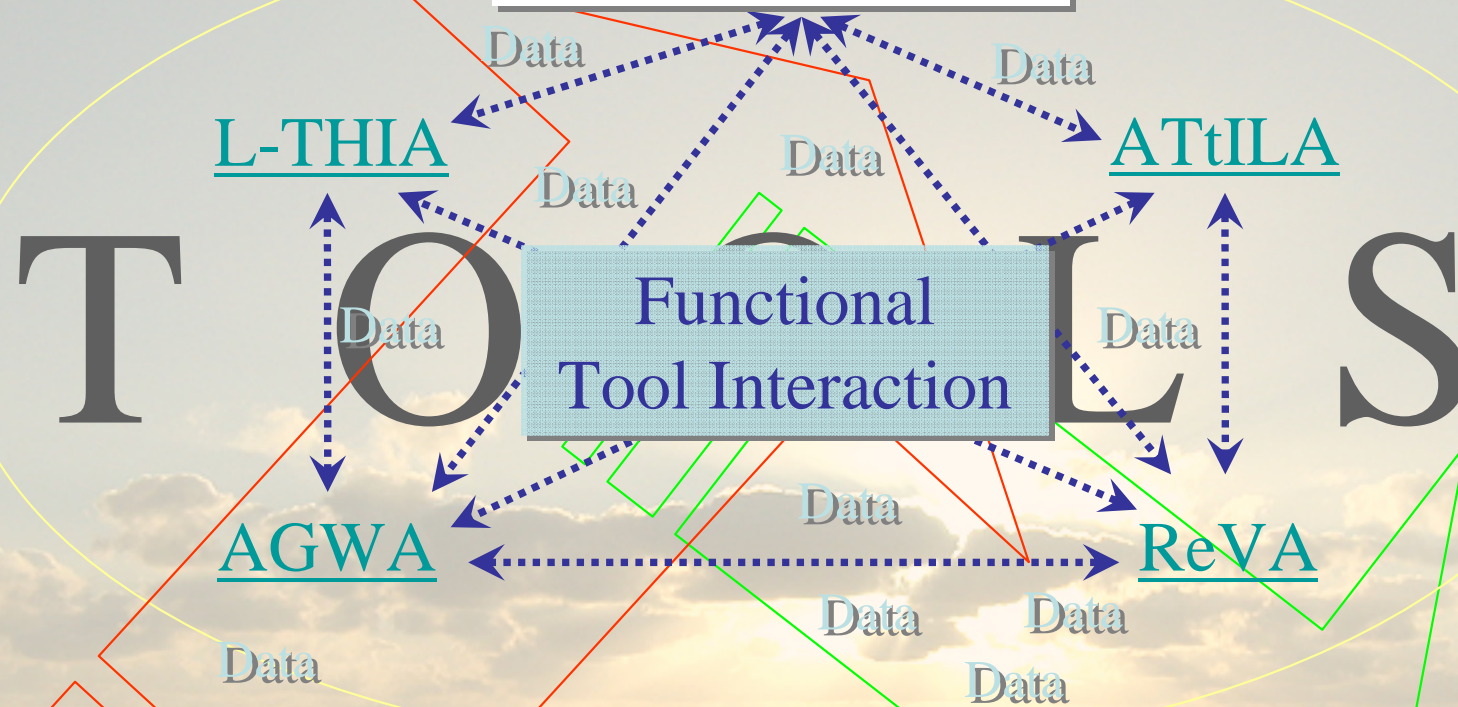 Data
Data
L-THIA
ATtILA
Data
Data
T O O L S
Functional
Tool Interaction
Data
Data
Data
AGWA
ReVA
Data
Data
Data
Data